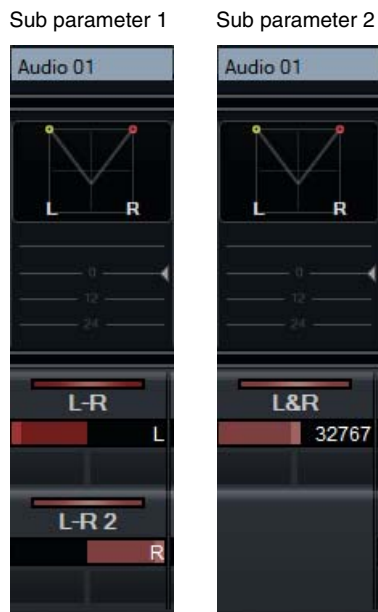 Sub parameter 1
Audio 01
L R
0
12
24
L-R
L
L-R 2
R
Sub parameter 2
Audio 01
L R
0
12
24
L&R
32767